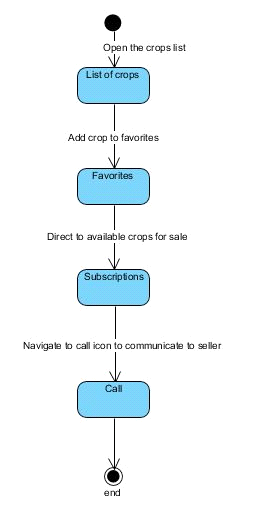 Open the crops list
List of crops
Add crop to favorites
Favorites
Direct to available crops for sale
Subscriptions
Navigate to call icon to communicate to seller
Call
end